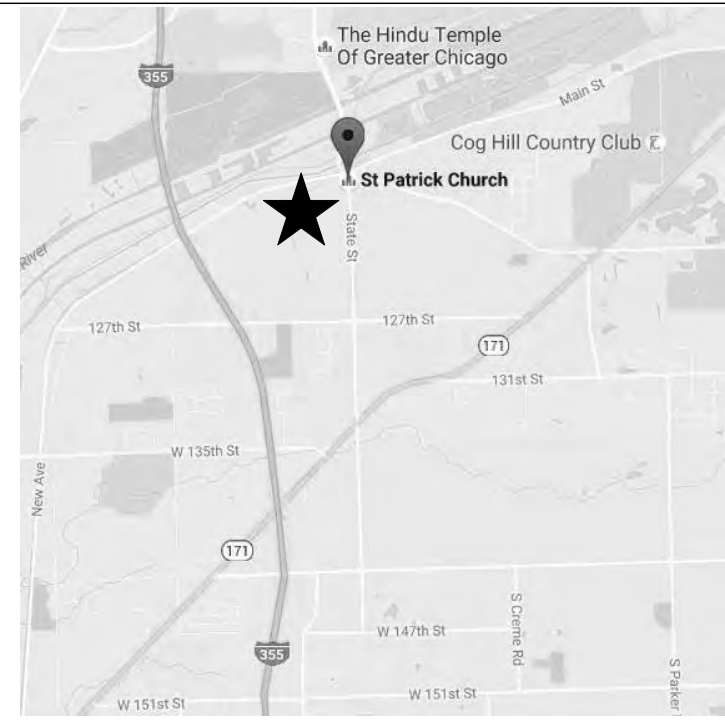 The Hindu Temple
Of Greater Chicago
355
Main St
Cog Hill Country Club
St Patrick Church
State St
River
127th St
127th St
171
131st St
W 135th St
New Ave
171
S Creme Rd
W 147th St
355
S Parker
W 151st St
W 151st St